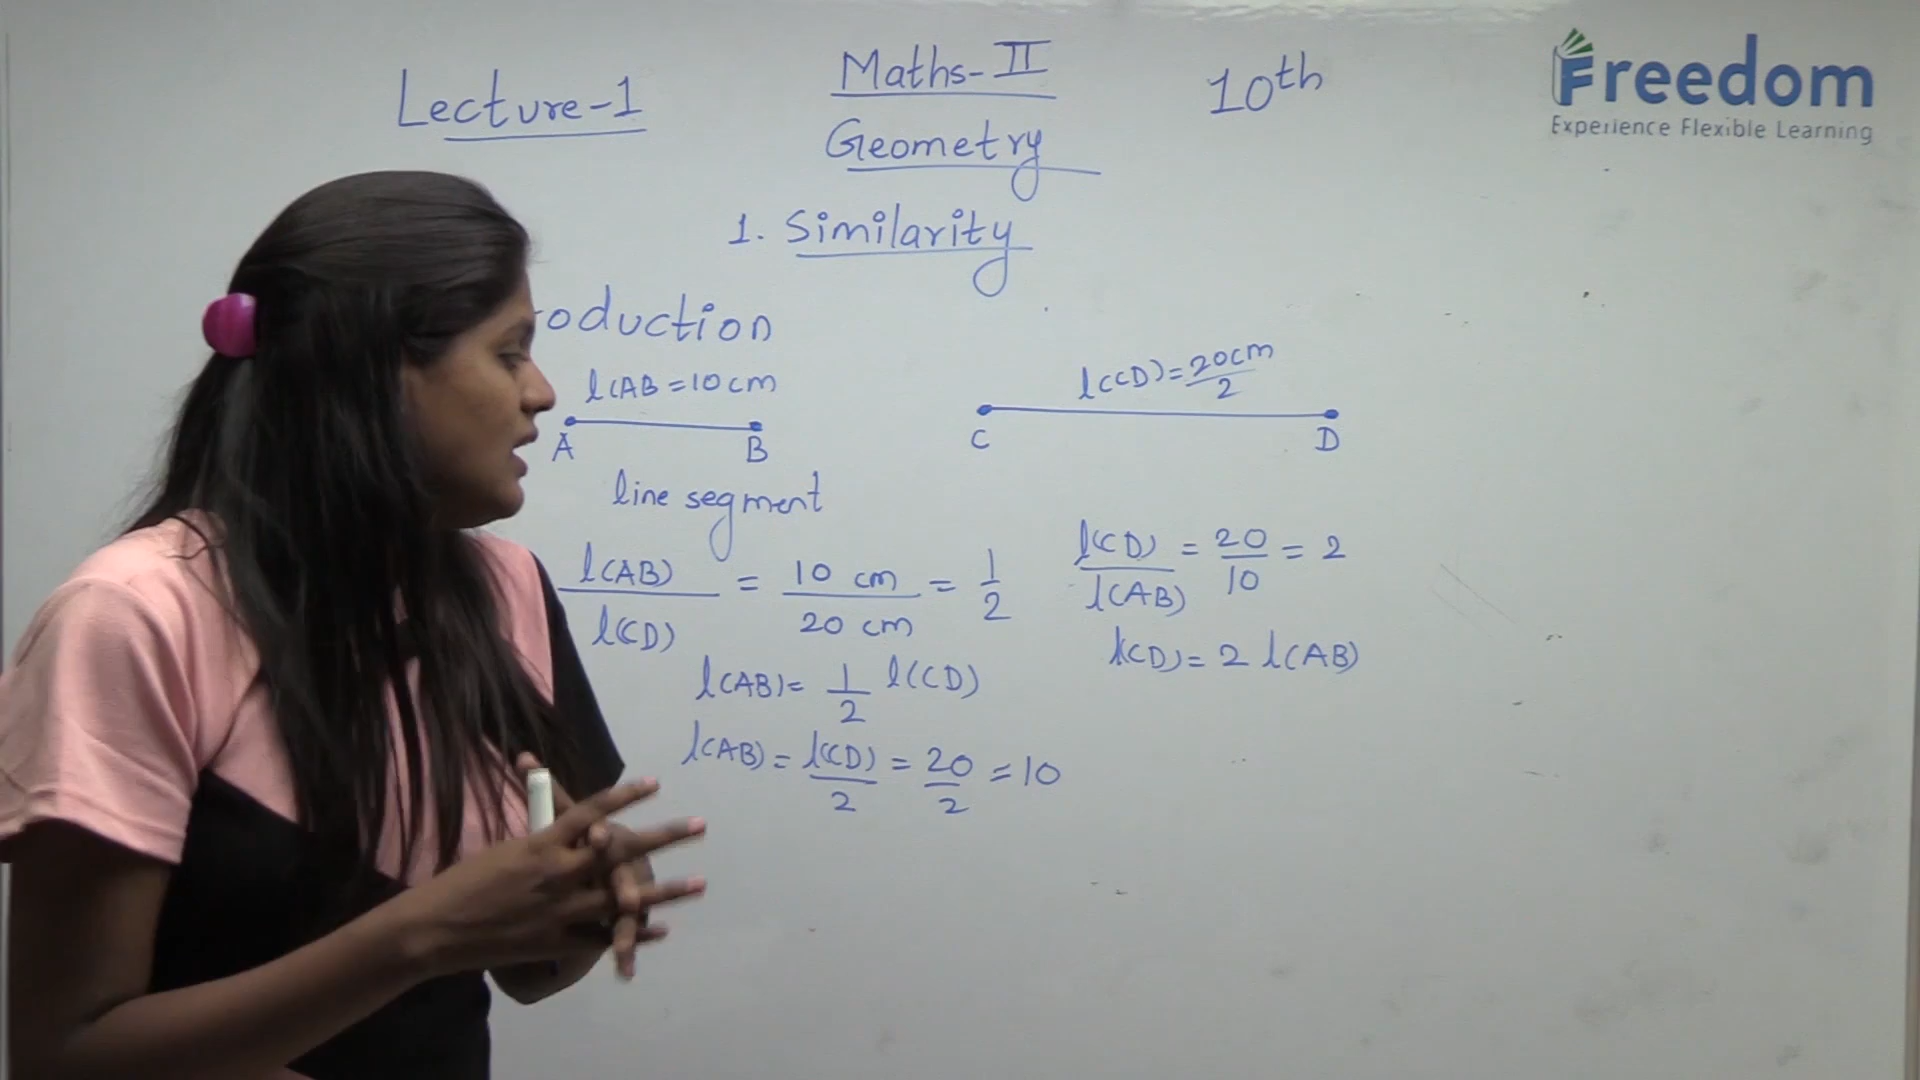 Lecture-1
Maths-II
10th
Freedom
Experience Flexible Learning
Geometry
1. Similarity
oduction
l(AB = 10 cm
l(CD) = 20cm/2
A B
C D
line segment
l(AB)/l(CD) = 10 cm/20 cm = 1/2
l(CD)/l(AB) = 20/10 = 2
l(AB) = 1/2 l(CD)
l(CD) = 2 l(AB)
l(AB) = l(CD)/2 = 20/2 = 10